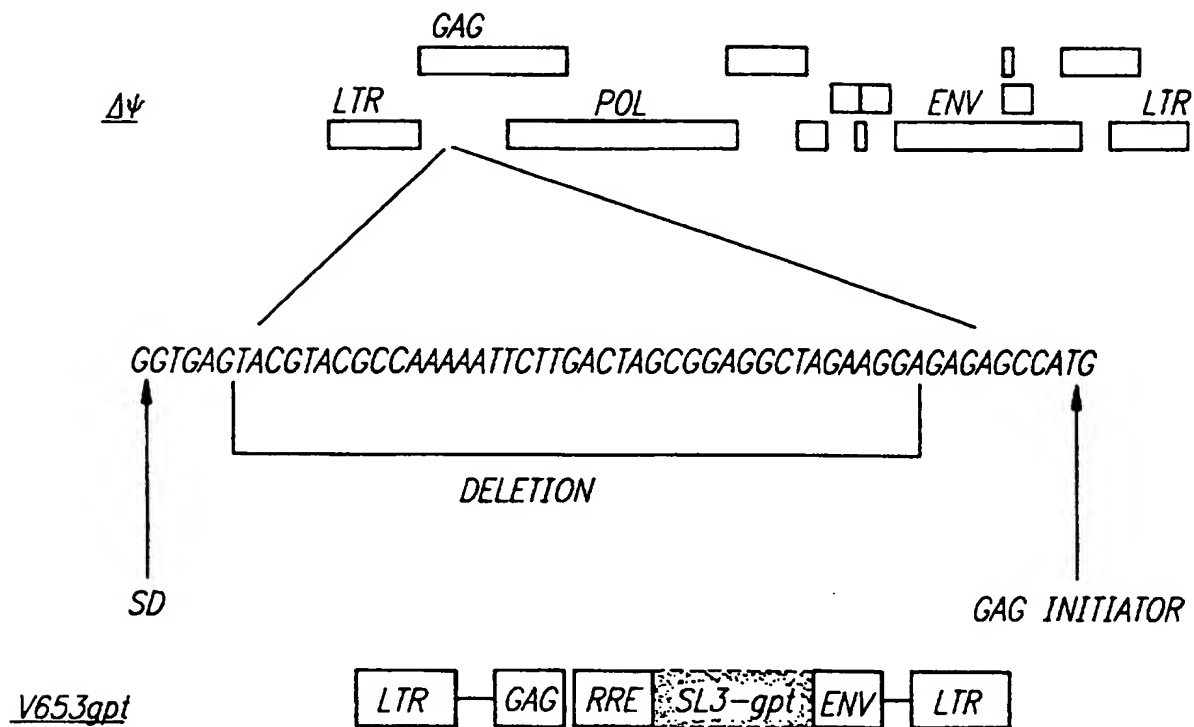 GAG
Δψ LTR POL ENV LTR
GGTGAGTACGTACGCCAAAAATTCTTGACTAGCGGAGGCTAGAAGGAGAGAGCCATG
DELETION
SD GAG INITIATOR
V653gpt LTR GAG RRE SL3-gpt ENV LTR